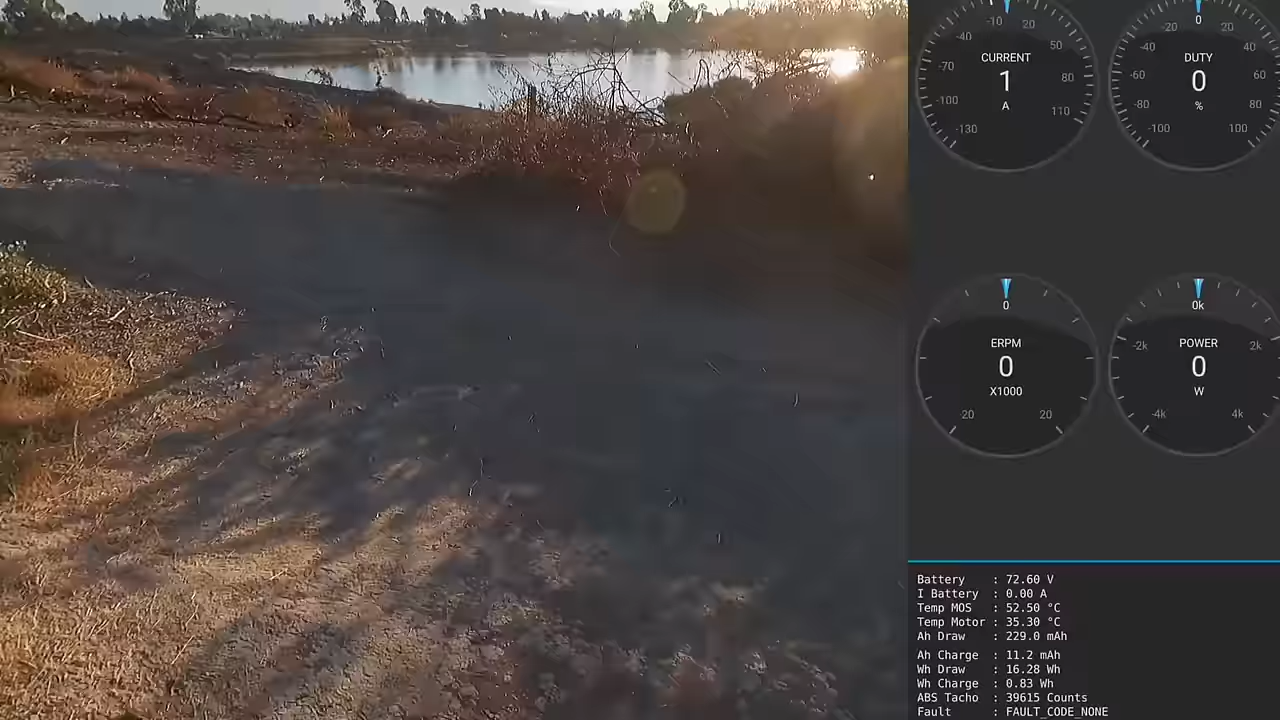 -10 20
-40 50
-70 80
-100 110
-130
CURRENT
1
A
0
-20 20
-40 40
-60 60
-80 80
-100 100
DUTY
0
%
0
ERPM
0
X1000
-20 20
0k
-2k 2k
POWER
0
W
-4k 4k
Battery : 72.60 V
I Battery : 0.00 A
Temp MOS : 52.50 °C
Temp Motor : 35.30 °C
Ah Draw : 229.0 mAh
Ah Charge : 11.2 mAh
Wh Draw : 16.28 Wh
Wh Charge : 0.83 Wh
ABS Tacho : 39615 Counts
Fault : FAULT_CODE_NONE